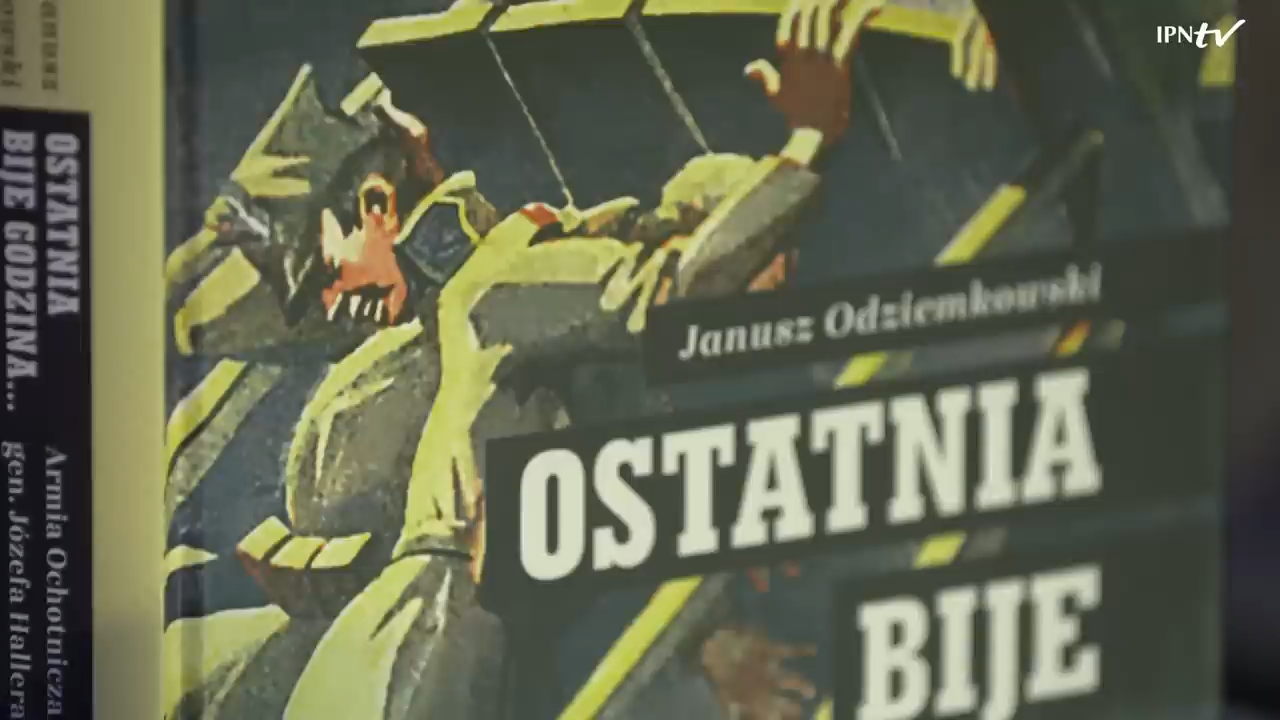 IPNtv
Janusz Odziemkowski
OSTATNIA
BIJE
OSTATNIA
BIJE GODZINA...
Armia Ochotnicza
gen. Józefa Hallera